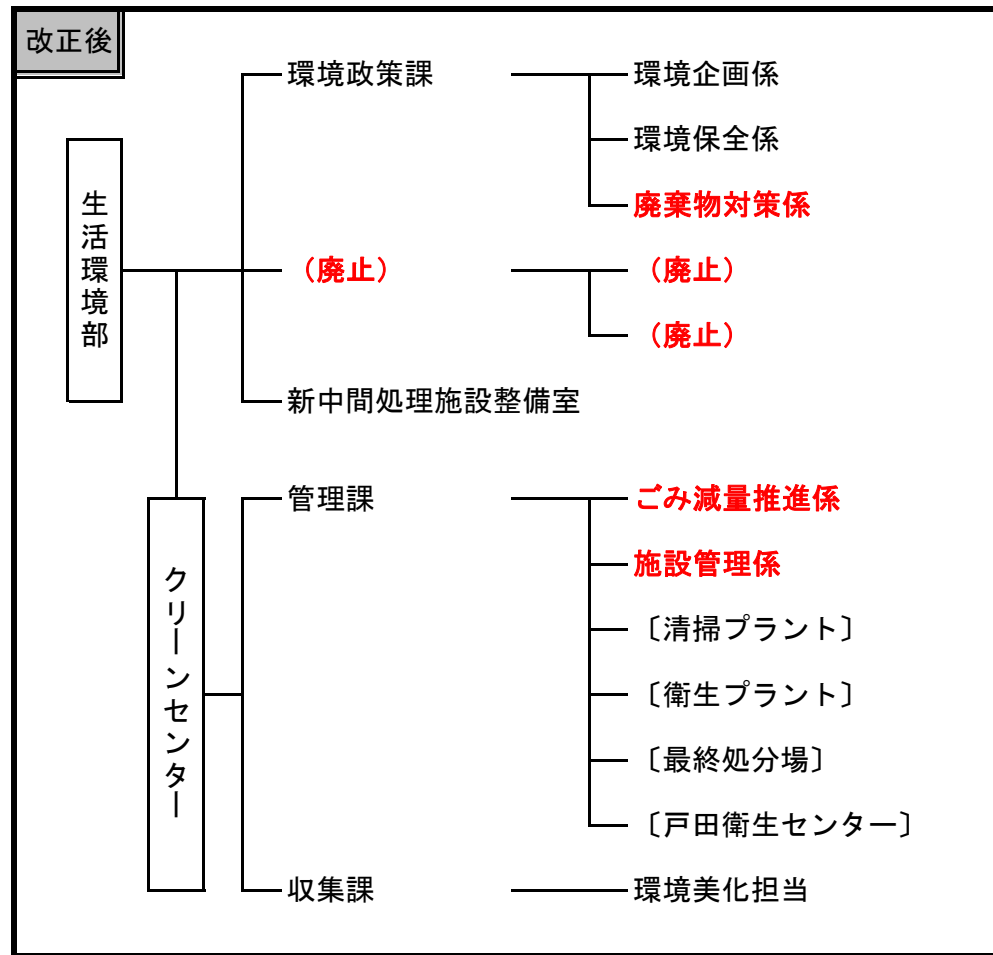 改正後
環境政策課
環境企画係
環境保全係
廃棄物対策係
生活環境部
（廃止）
（廃止）
（廃止）
新中間処理施設整備室
クリーンセンター
管理課
ごみ減量推進係
施設管理係
〔清掃プラント〕
〔衛生プラント〕
〔最終処分場〕
〔戸田衛生センター〕
収集課
環境美化担当